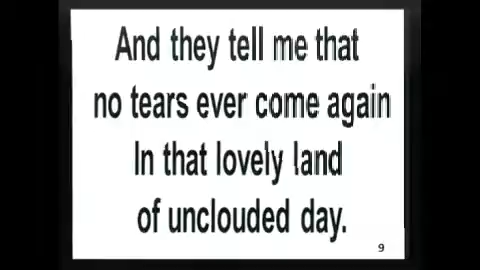 And they tell me that
no tears ever come again
In that lovely land
of unclouded day.
9